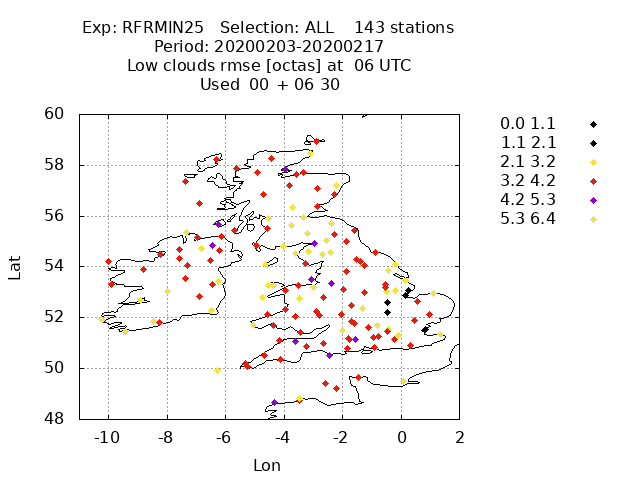 Exp: RFRMIN25 Selection: ALL 143 stations
Period: 20200203-20200217
Low clouds rmse [octas] at 06 UTC
Used 00 + 06 30
60
58
56
54
52
50
48
-10 -8 -6 -4 -2 0 2
Lat
Lon
0.0 1.1
1.1 2.1
2.1 3.2
3.2 4.2
4.2 5.3
5.3 6.4